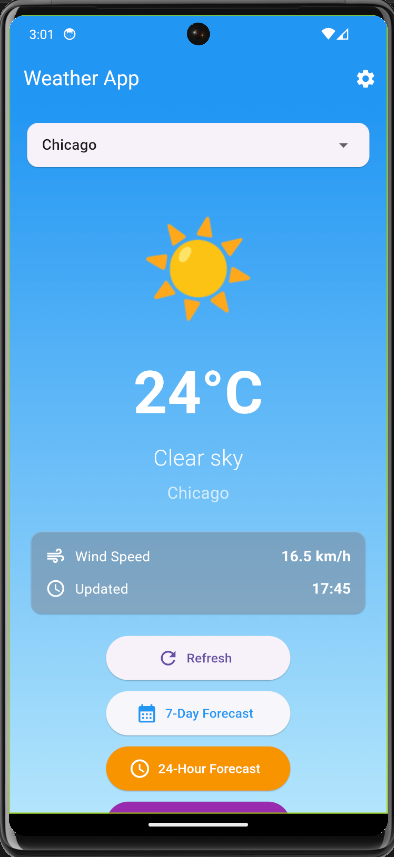 3:01
Weather App
Chicago
24°C
Clear sky
Chicago
Wind Speed 16.5 km/h
Updated 17:45
Refresh
7-Day Forecast
24-Hour Forecast